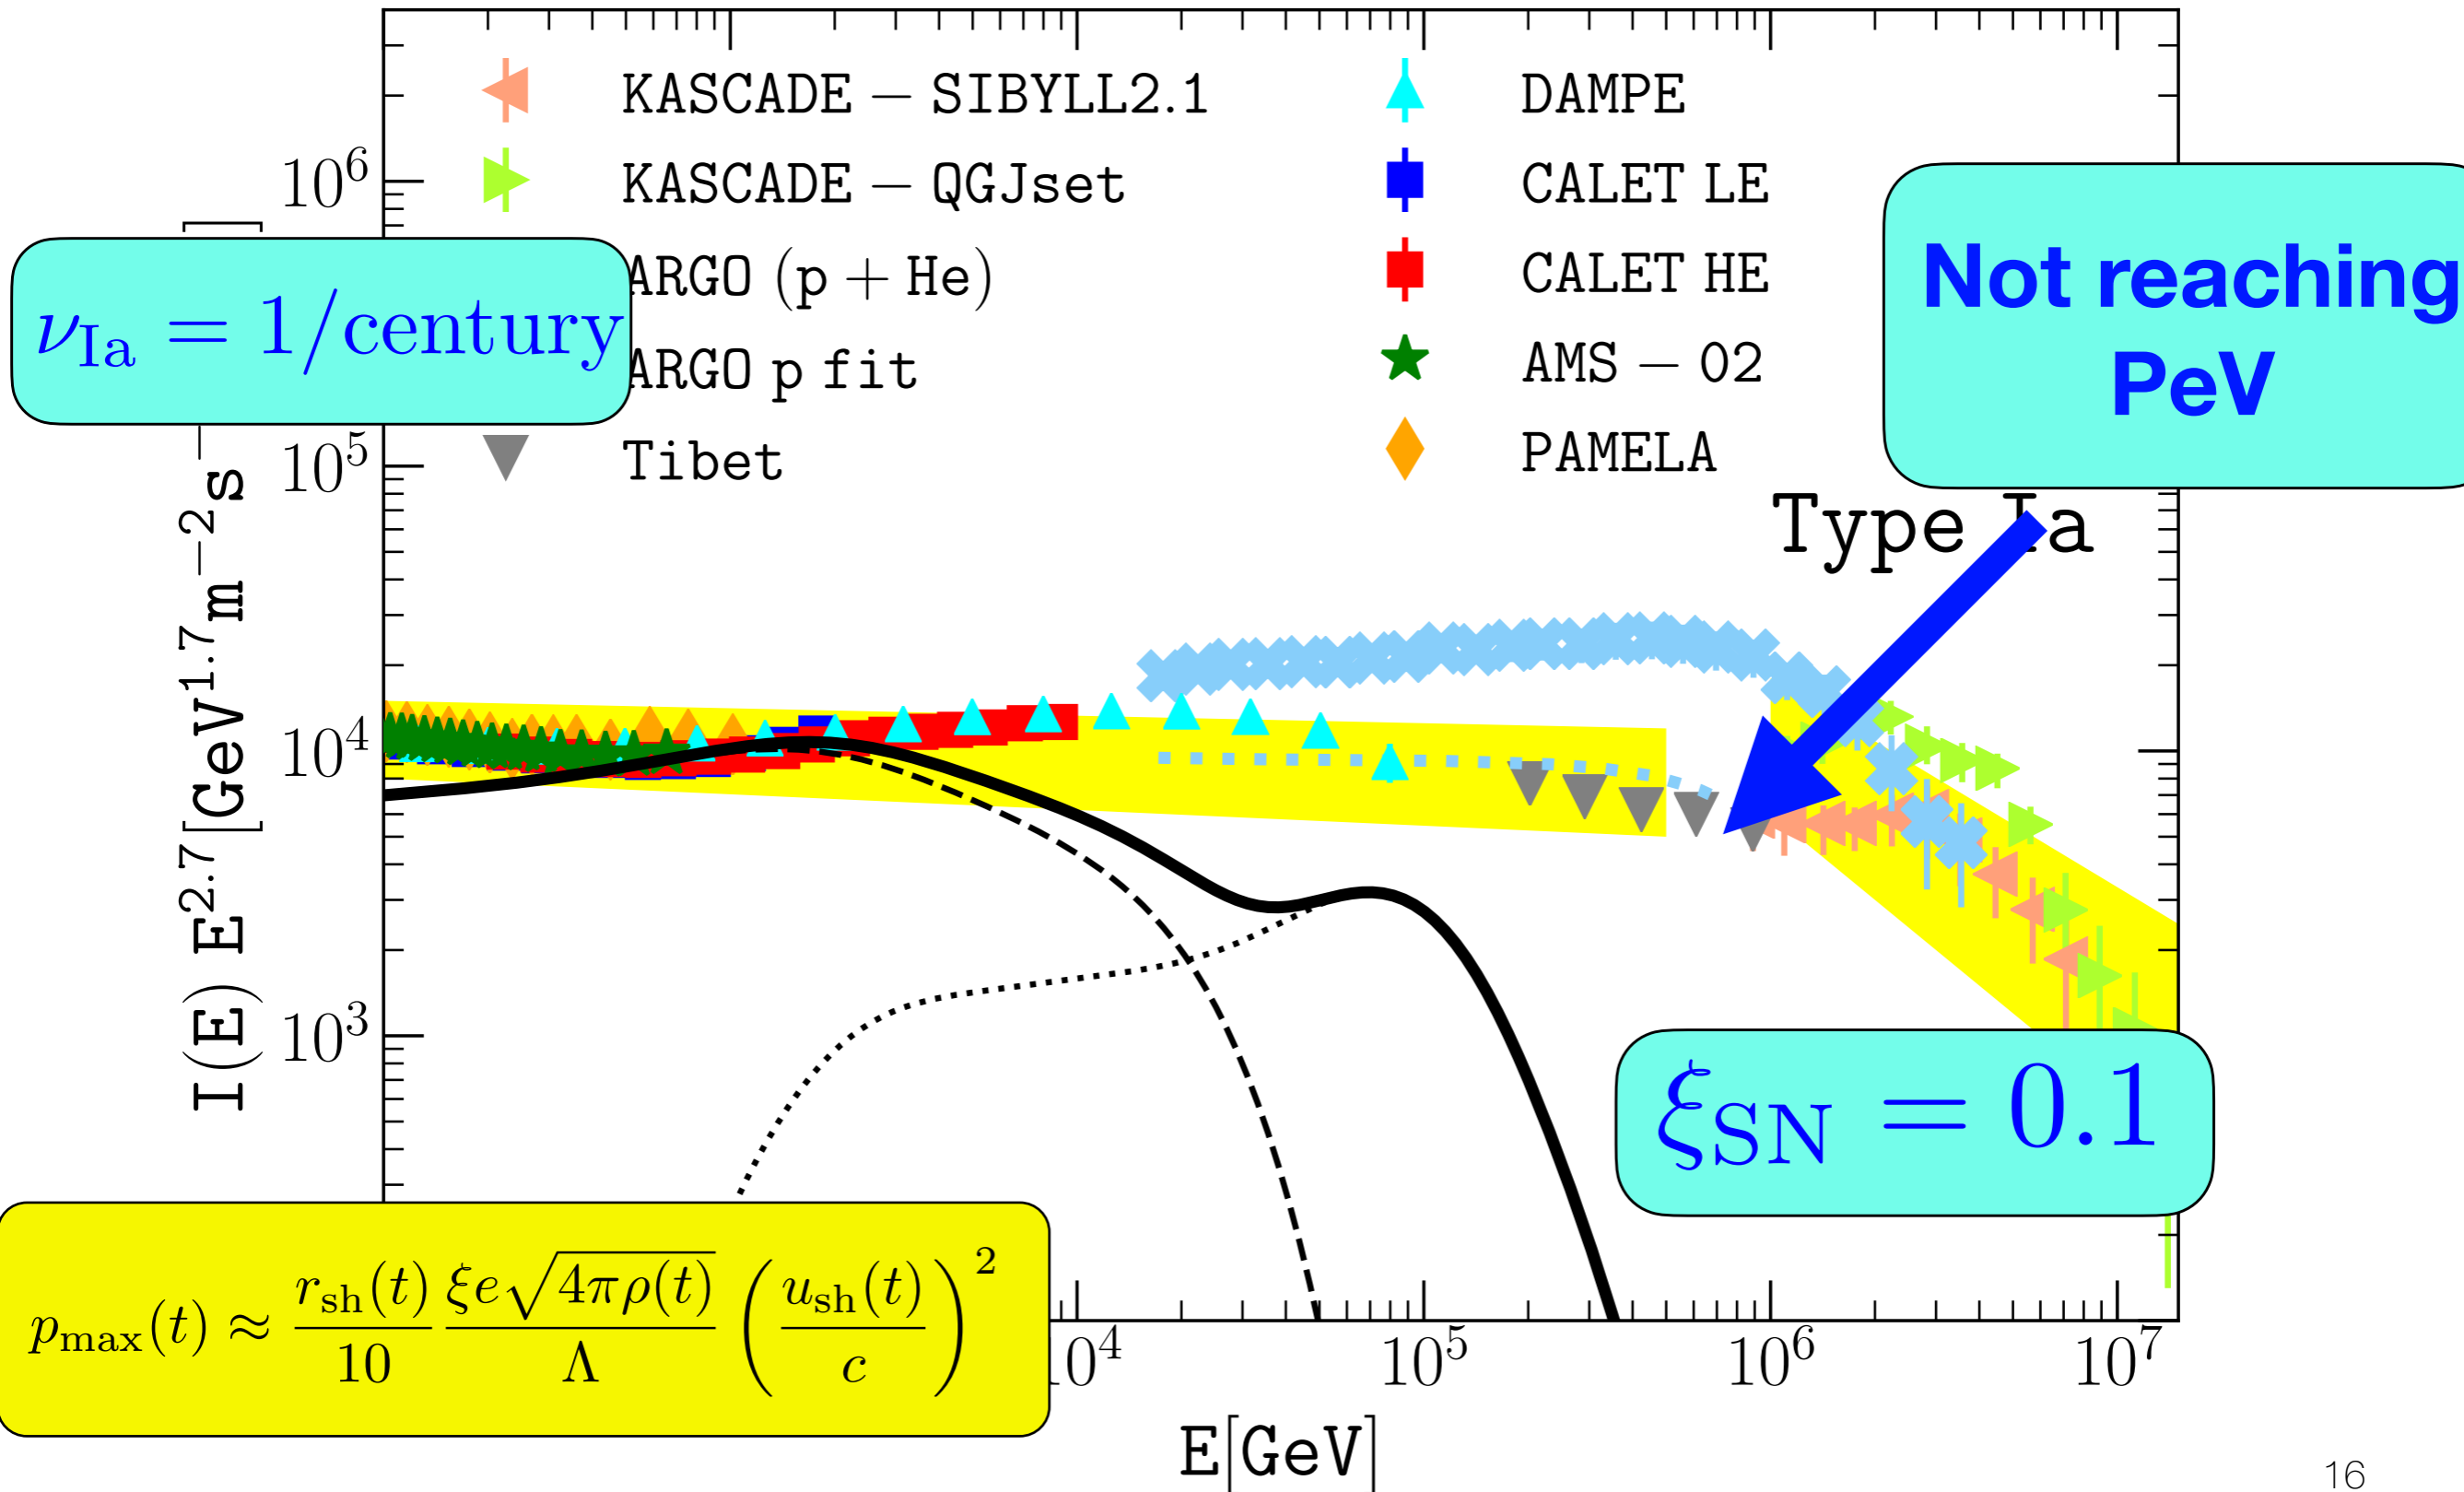 KASCADE − SIBYLL2.1
KASCADE − QGJset
ARGO (p + He)
ARGO p fit
Tibet
DAMPE
CALET LE
CALET HE
AMS − 02
PAMELA
Not reaching
PeV
ν_Ia = 1/century
Type Ia
ξ_SN = 0.1
p_max(t) ≈ r_sh(t)/10 ξe√4πρ(t)/Λ (u_sh(t)/c)^2
I(E) E^2.7[GeV^1.7m^−2s^−
]
10^6
10^5
10^4
10^3
10^4
10^5
10^6
10^7
E[GeV]
16